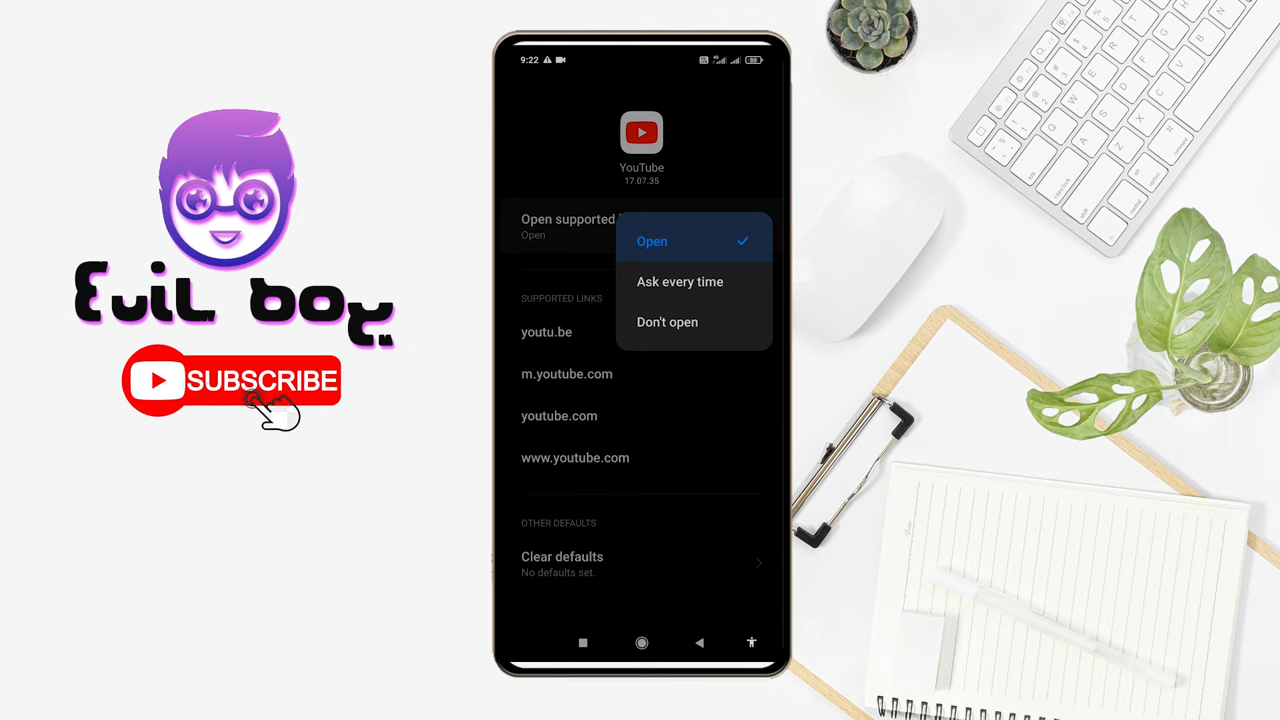 Evil boy
SUBSCRIBE
9:22
YouTube
17.07.35
Open supported
Open
Open
Ask every time
Don't open
SUPPORTED LINKS
youtu.be
m.youtube.com
youtube.com
www.youtube.com
OTHER DEFAULTS
Clear defaults
No defaults set.